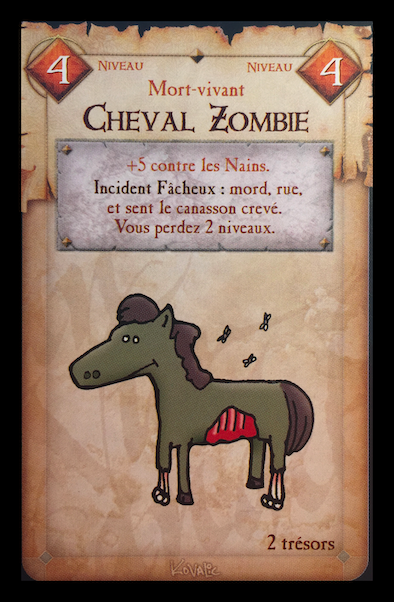 4 Niveau Niveau 4
Mort-vivant
Cheval Zombie
+5 contre les Nains.
Incident Fâcheux : mord, rue,
et sent le canasson crevé.
Vous perdez 2 niveaux.
2 trésors
Kovalic